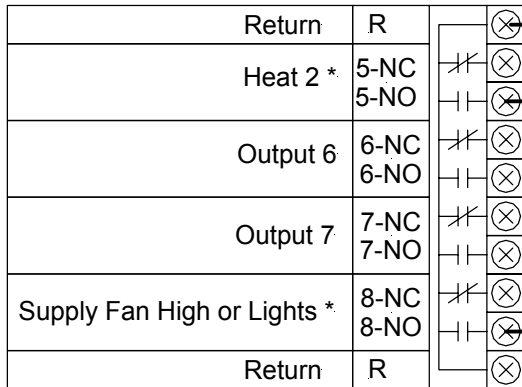 Return R
Heat 2 * 5-NC
5-NO
Output 6 6-NC
6-NO
Output 7 7-NC
7-NO
Supply Fan High or Lights * 8-NC
8-NO
Return R